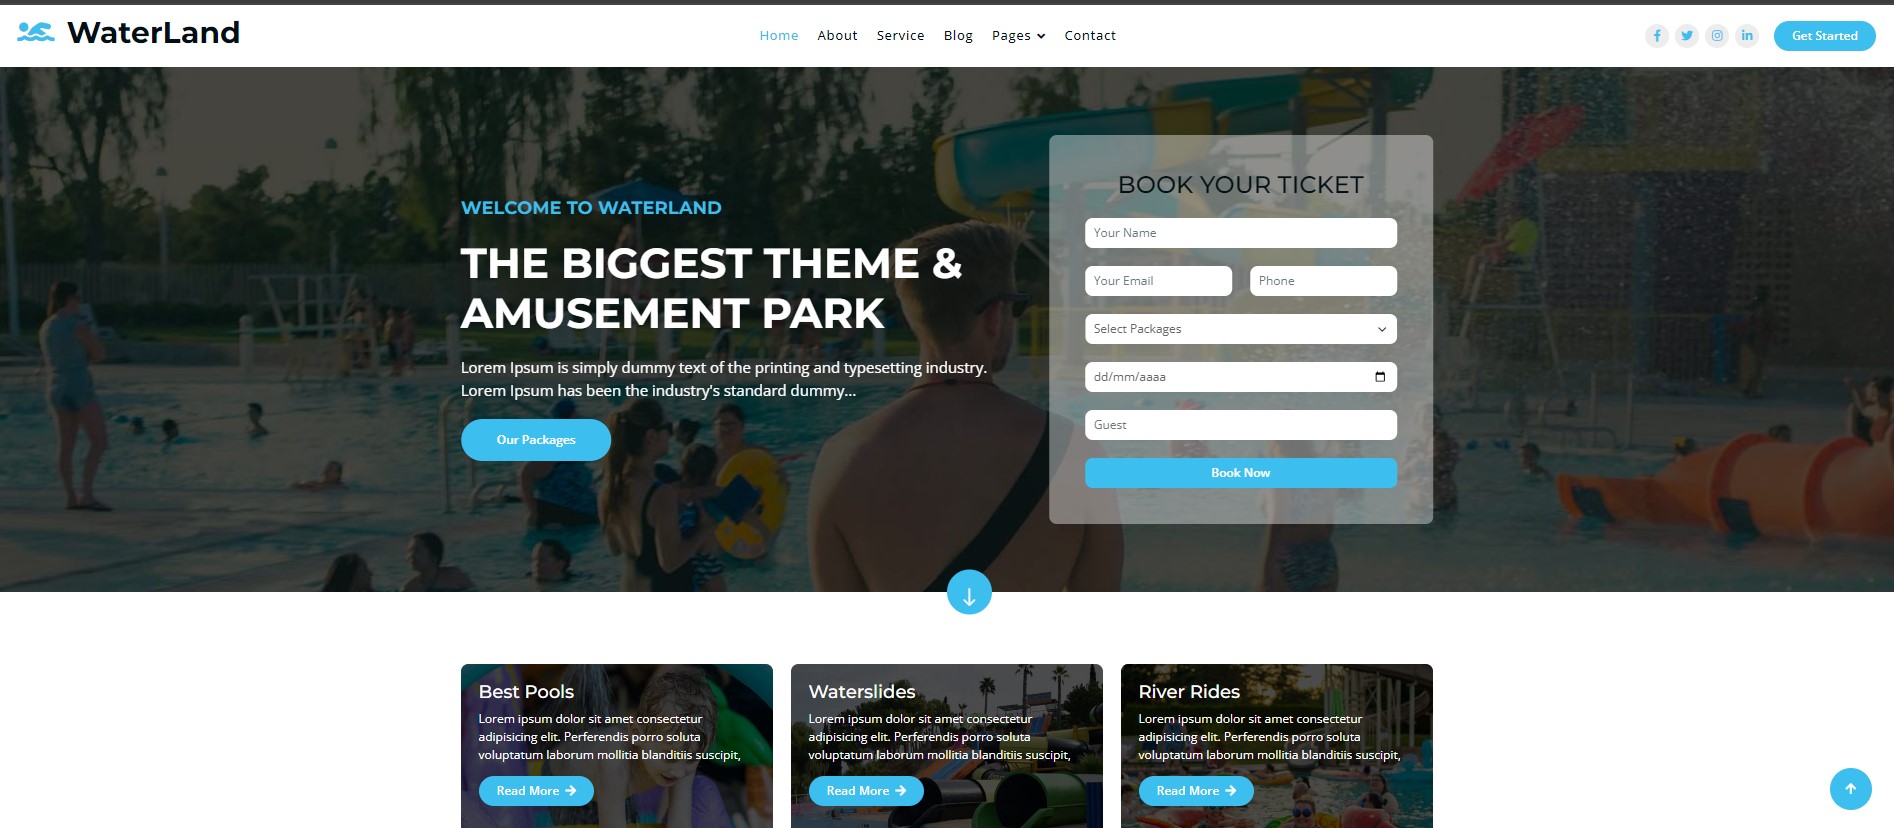 WaterLand
Home About Service Blog Pages Contact
Get Started
WELCOME TO WATERLAND
THE BIGGEST THEME &
AMUSEMENT PARK
Lorem Ipsum is simply dummy text of the printing and typesetting industry.
Lorem Ipsum has been the industry's standard dummy...
Our Packages
BOOK YOUR TICKET
Your Name
Your Email Phone
Select Packages
dd/mm/aaaa
Guest
Book Now
Best Pools
Lorem ipsum dolor sit amet consectetur
adipisicing elit. Perferendis porro soluta
voluptatum laborum mollitia blanditiis suscipit,
Read More
Waterslides
Lorem ipsum dolor sit amet consectetur
adipisicing elit. Perferendis porro soluta
voluptatum laborum mollitia blanditiis suscipit,
Read More
River Rides
Lorem ipsum dolor sit amet consectetur
adipisicing elit. Perferendis porro soluta
voluptatum laborum mollitia blanditiis suscipit,
Read More